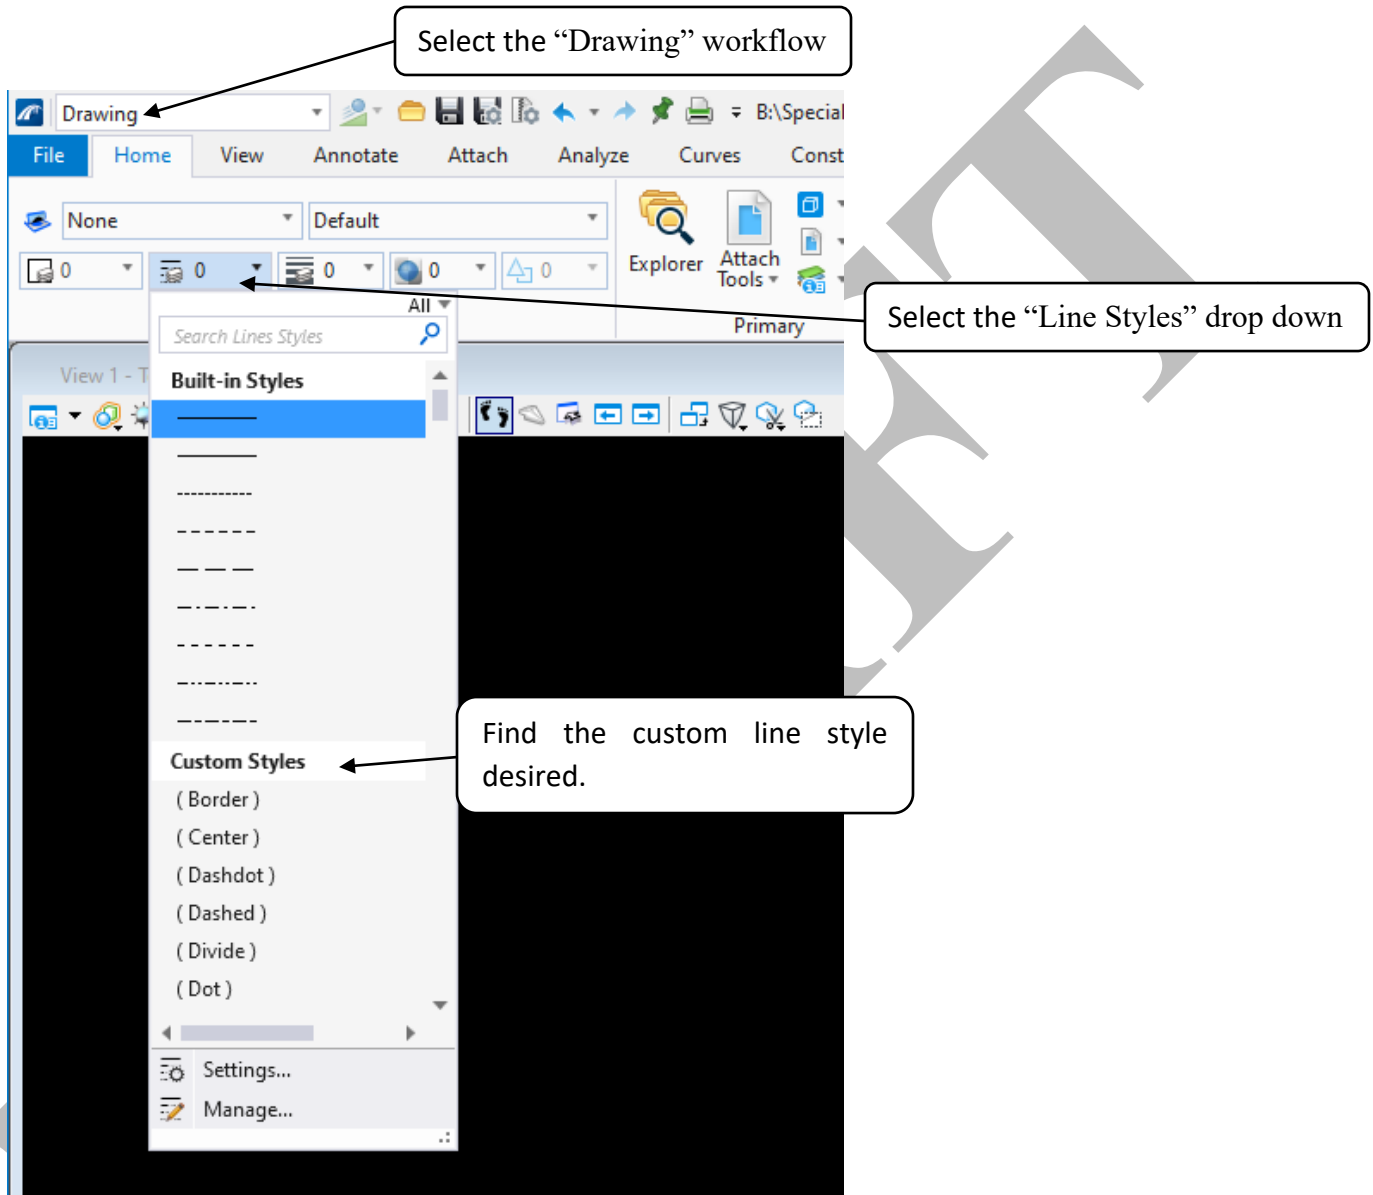 Select the “Drawing” workflow
Drawing
B:\Special
File Home View Annotate Attach Analyze Curves Const
None Default
0 0 0 0 0
Explorer Attach Tools
Primary
All
Search Lines Styles
Select the “Line Styles” drop down
View 1 - T
Built-in Styles
Find the custom line style
desired.
Custom Styles
( Border )
( Center )
( Dashdot )
( Dashed )
( Divide )
( Dot )
Settings...
Manage...